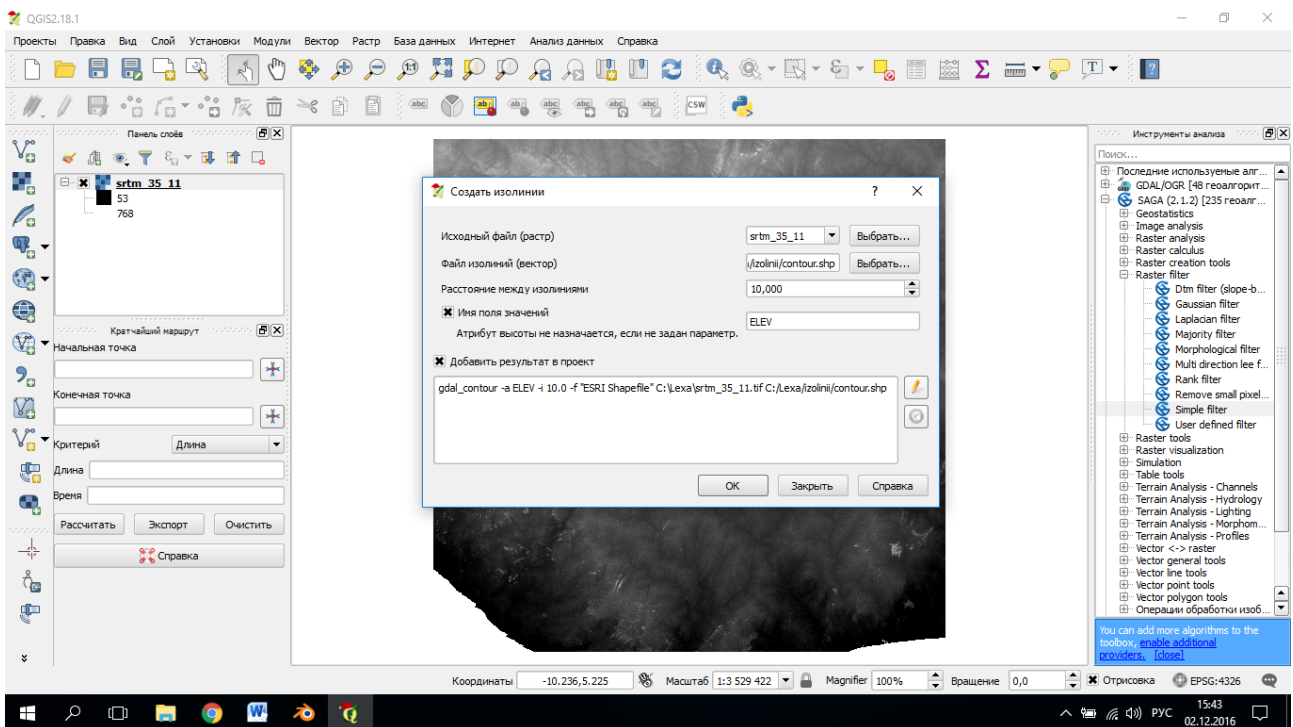 QGIS2.18.1
Проекты Правка Вид Слой Установки Модули Вектор Растр База данных Интернет Анализ данных Справка
abc abc abc abc abc abc abc CSW
Панель слоёв
srtm_35_11
53
768
Кратчайший маршрут
Начальная точка
Конечная точка
Критерий Длина
Длина
Время
Рассчитать Экспорт Очистить
Справка
Создать изолинии ? ×
Исходный файл (растр) srtm_35_11 Выбрать...
Файл изолиний (вектор) /izolinii/contour.shp Выбрать...
Расстояние между изолиниями 10,000
Имя поля значений ELEV
Атрибут высоты не назначается, если не задан параметр.
Добавить результат в проект
gdal_contour -a ELEV -i 10.0 -f "ESRI Shapefile" C:\Lexa\srtm_35_11.tif C:/Lexa/izolinii/contour.shp
OK Закрыть Справка
Инструменты анализа
Поиск...
Последние используемые алг...
GDAL/OGR [48 геоалгорит...
SAGA (2.1.2) [235 геоалг...
Geostatistics
Image analysis
Raster analysis
Raster calculus
Raster creation tools
Raster filter
Dtm filter (slope-b...
Gaussian filter
Laplacian filter
Majority filter
Morphological filter
Multi direction lee f...
Rank filter
Remove small pixel...
Simple filter
User defined filter
Raster tools
Raster visualization
Simulation
Table tools
Terrain Analysis - Channels
Terrain Analysis - Hydrology
Terrain Analysis - Lighting
Terrain Analysis - Morphom...
Terrain Analysis - Profiles
Vector <-> raster
Vector general tools
Vector line tools
Vector point tools
Vector polygon tools
Операции обработки изоб...
You can add more algorithms to the
toolbox, enable additional
providers. [close]
Координаты -10.236,5.225 Масштаб 1:3 529 422 Magnifier 100% Вращение 0,0 Отрисовка EPSG:4326
РУС 15:43
02.12.2016